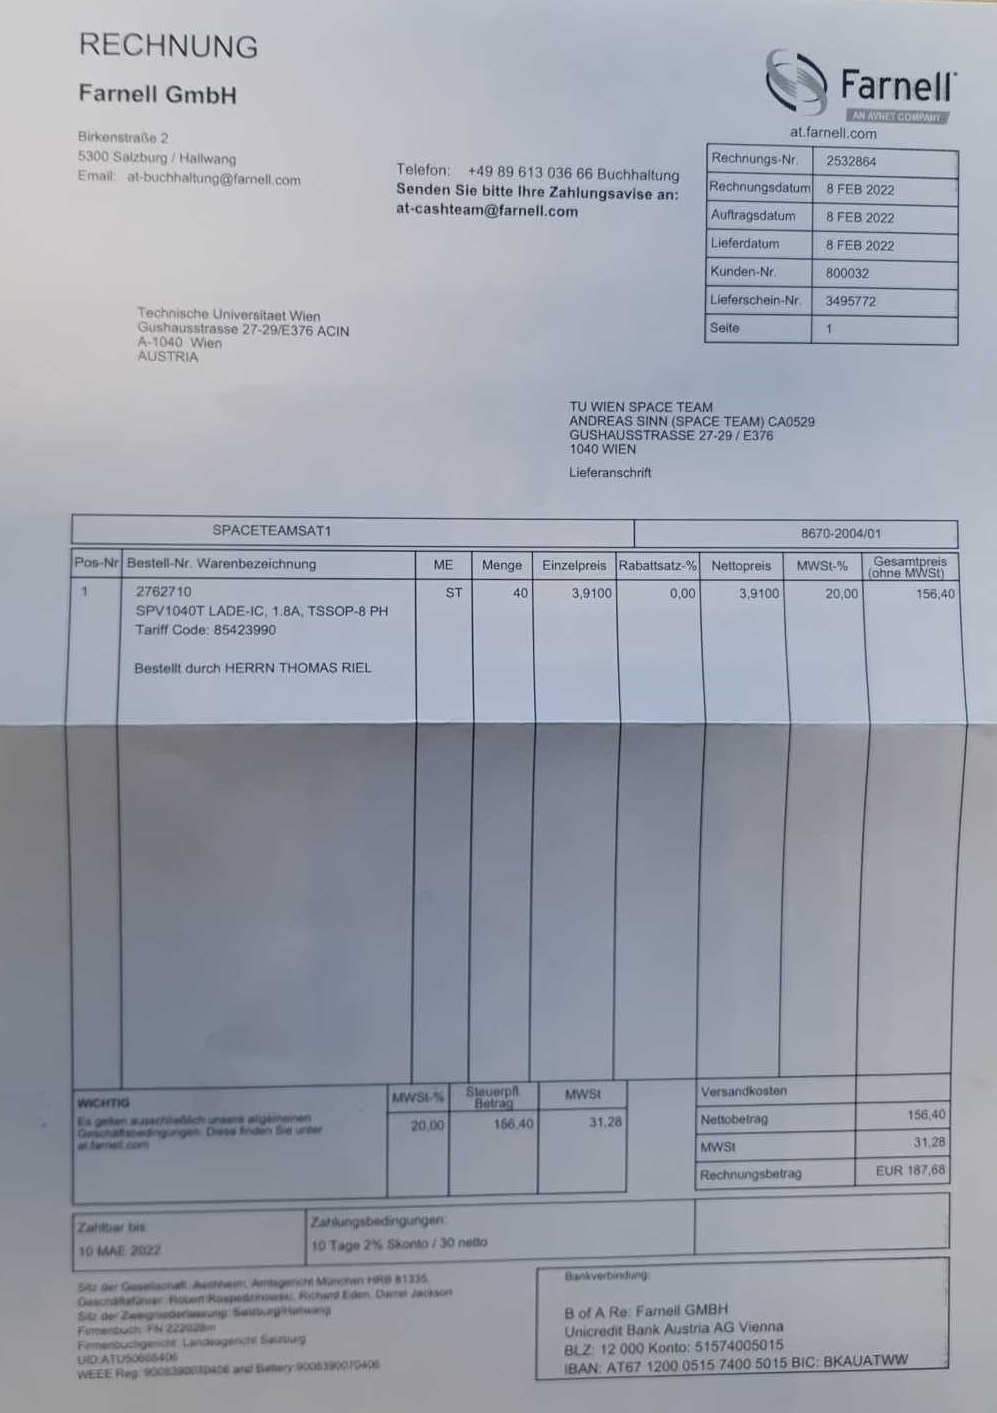 RECHNUNG
Farnell GmbH
Birkenstraße 2
5300 Salzburg / Hallwang
Email: at-buchhaltung@farnell.com
Telefon: +49 89 613 036 66 Buchhaltung
Senden Sie bitte Ihre Zahlungsavise an:
at-cashteam@farnell.com
Farnell
AN AVNET COMPANY
at.farnell.com
Rechnungs-Nr. 2532864
Rechnungsdatum 8 FEB 2022
Auftragsdatum 8 FEB 2022
Lieferdatum 8 FEB 2022
Kunden-Nr. 800032
Lieferschein-Nr. 3495772
Seite 1
Technische Universitaet Wien
Gushausstrasse 27-29/E376 ACIN
A-1040 Wien
AUSTRIA
TU WIEN SPACE TEAM
ANDREAS SINN (SPACE TEAM) CA0529
GUSHAUSSTRASSE 27-29 / E376
1040 WIEN
Lieferanschrift
SPACETEAMSAT1 8670-2004/01
Pos-Nr Bestell-Nr. Warenbezeichnung ME Menge Einzelpreis Rabattsatz-% Nettopreis MWSt-% Gesamtpreis (ohne MWSt)
1 2762710 ST 40 3,9100 0,00 3,9100 20,00 156,40
SPV1040T LADE-IC, 1.8A, TSSOP-8 PH
Tariff Code: 85423990
Bestellt durch HERRN THOMAS RIEL
WICHTIG
Es gelten ausschließlich unsere allgemeinen
Geschäftsbedingungen. Diese finden Sie unter
at.farnell.com
MWSt-% Steuerpfl. Betrag MWSt
20,00 156,40 31,28
Versandkosten
Nettobetrag 156,40
MWSt 31,28
Rechnungsbetrag EUR 187,68
Zahlbar bis
10 MAE 2022
Zahlungsbedingungen:
10 Tage 2% Skonto / 30 netto
Sitz der Gesellschaft: Aschheim, Amtsgericht München HRB 81335,
Geschäftsführer: Richard Eden, Darrel Jackson
Sitz der Zweigniederlassung: Salzburg/Hallwang
Firmenbuch: FN 222028m
Firmenbuchgericht: Landesgericht Salzburg
UID:ATU50665406
WEEE Reg: and Battery:
Bankverbindung:
B of A Re: Farnell GMBH
Unicredit Bank Austria AG Vienna
BLZ: 12 000 Konto: 51574005015
IBAN: AT67 1200 0515 7400 5015 BIC: BKAUATWW